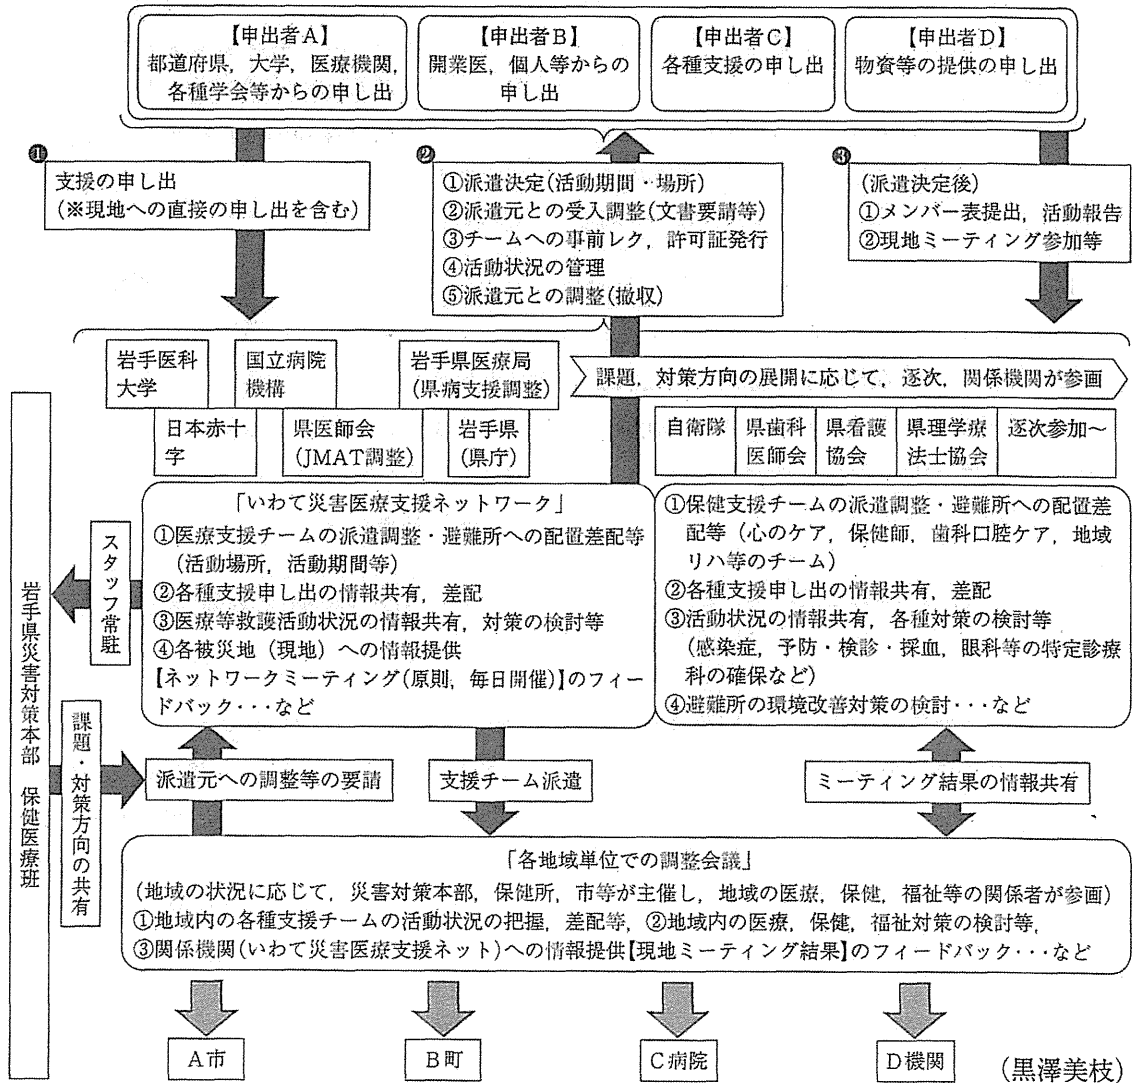 【申出者A】
都道府県,大学,医療機関,
各種学会等からの申し出
【申出者B】
開業医,個人等からの
申し出
【申出者C】
各種支援の申し出
【申出者D】
物資等の提供の申し出
❶
支援の申し出
(※現地への直接の申し出を含む)
❷
①派遣決定(活動期間・場所)
②派遣元との受入調整(文書要請等)
③チームへの事前レク,許可証発行
④活動状況の管理
⑤派遣元との調整(撤収)
❸
(派遣決定後)
①メンバー表提出,活動報告
②現地ミーティング参加等
岩手医科
大学
国立病院
機構
岩手県医療局
(県病支援調整)
日本赤十
字
県医師会
(JMAT調整)
岩手県
(県庁)
課題,対策方向の展開に応じて,逐次,関係機関が参画
自衛隊
県歯科
医師会
県看護
協会
県理学療
法士協会
逐次参加〜
「いわて災害医療支援ネットワーク」
①医療支援チームの派遣調整・避難所への配置差配等
(活動場所,活動期間等)
②各種支援申し出の情報共有,差配
③医療等救護活動状況の情報共有,対策の検討等
④各被災地(現地)への情報提供
【ネットワークミーティング(原則,毎日開催)】のフィー
ドバック・・・など
①保健支援チームの派遣調整・避難所への配置差
配等(心のケア,保健師,歯科口腔ケア,地域
リハ等のチーム)
②各種支援申し出の情報共有,差配
③活動状況の情報共有,各種対策の検討等
(感染症,予防・検診・採血,眼科等の特定診療
科の確保など)
④避難所の環境改善対策の検討・・・など
岩手県災害対策本部 保健医療班
スタッフ常駐
課題・対策方向の共有
派遣元への調整等の要請
支援チーム派遣
ミーティング結果の情報共有
「各地域単位での調整会議」
(地域の状況に応じて,災害対策本部,保健所,市等が主催し,地域の医療,保健,福祉等の関係者が参画)
①地域内の各種支援チームの活動状況の把握,差配等,②地域内の医療,保健,福祉対策の検討等,
③関係機関(いわて災害医療支援ネット)への情報提供【現地ミーティング結果】のフィードバック・・・など
A市
B町
C病院
D機関
(黒澤美枝)